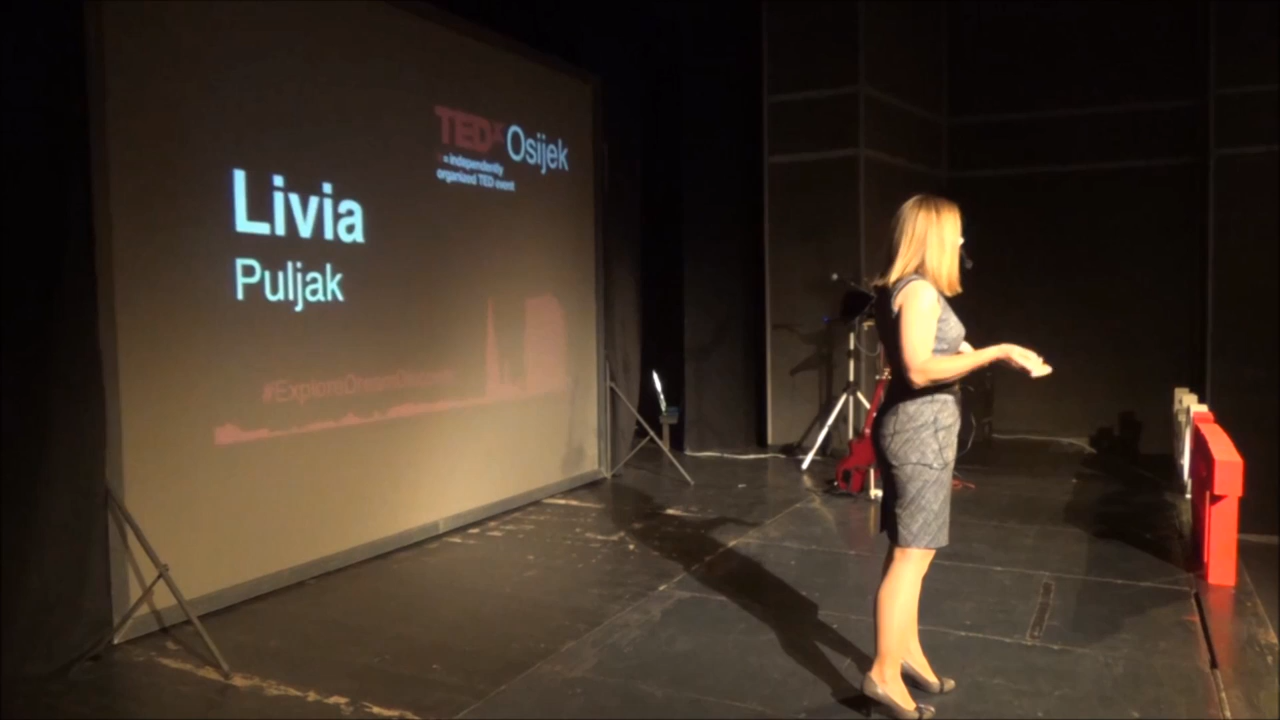 TEDx Osijek
= independently
organized TED event
Livia
Puljak